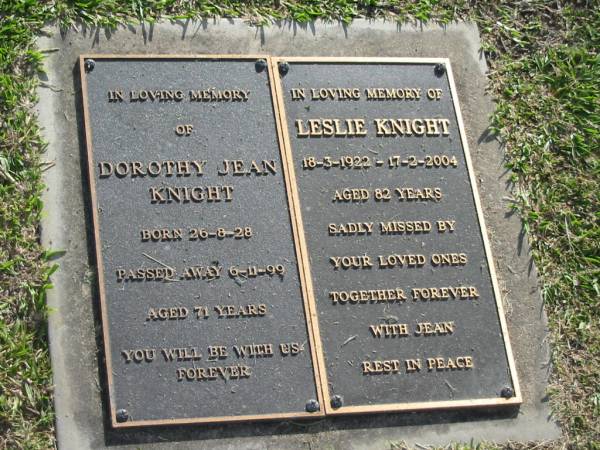 IN LOVING MEMORY
OF
DOROTHY JEAN
KNIGHT
BORN 26-8-28
PASSED AWAY 6-11-99
AGED 71 YEARS
YOU WILL BE WITH US
FOREVER
IN LOVING MEMORY OF
LESLIE KNIGHT
18-3-1922 - 17-2-2004
AGED 82 YEARS
SADLY MISSED BY
YOUR LOVED ONES
TOGETHER FOREVER
WITH JEAN
REST IN PEACE